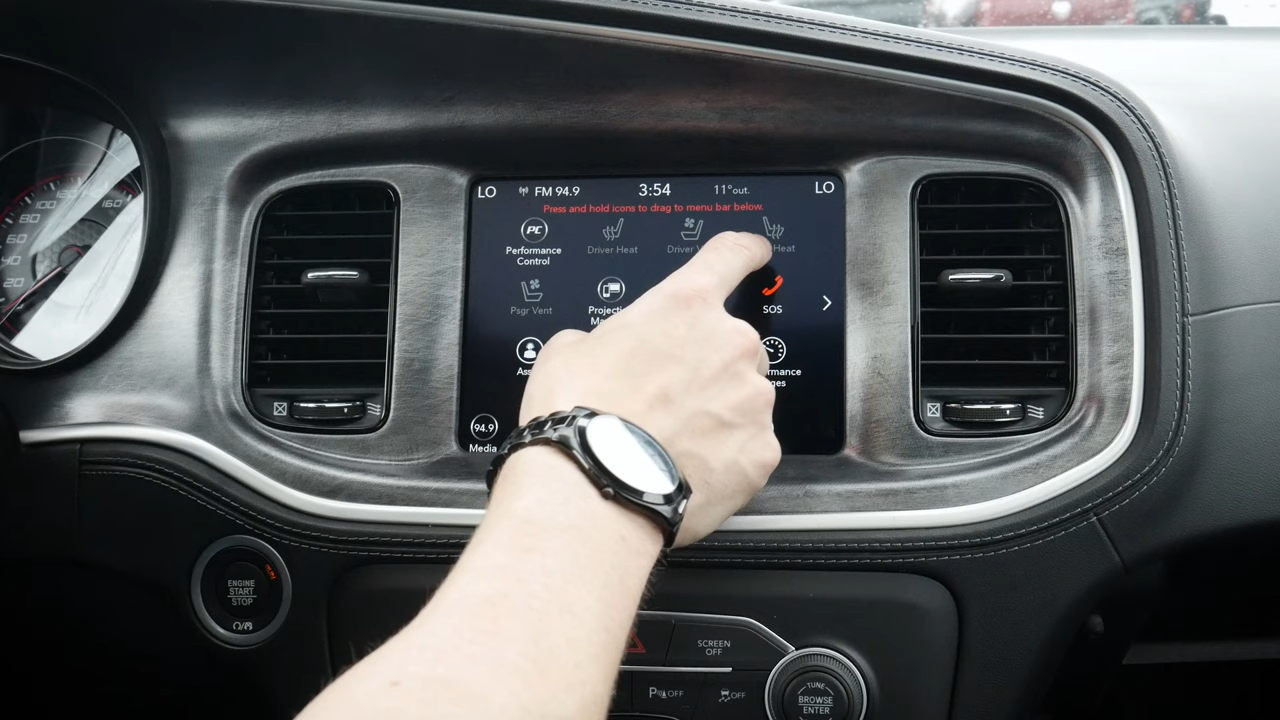 LO
FM 94.9
3:54
11°out.
LO
Press and hold icons to drag to menu bar below.
PC
Performance
Control
Driver Heat
Driver
Heat
Psgr Vent
SOS
94.9
Media
20
40
60
80
100
120
160
ENGINE
START
STOP
SCREEN
OFF
P OFF
OFF
TUNE
BROWSE
ENTER